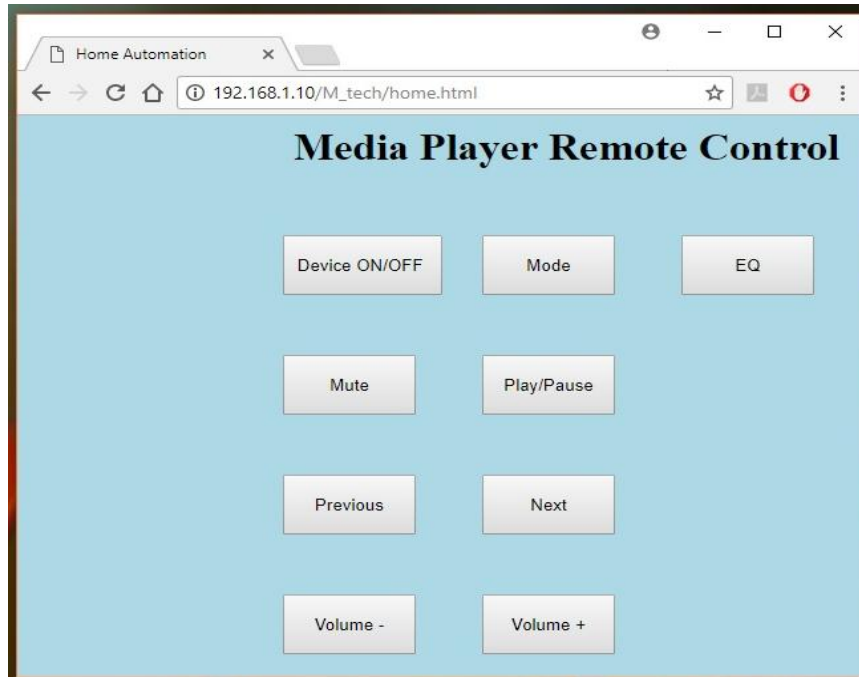 Home Automation
192.168.1.10/M_tech/home.html
Media Player Remote Control
Device ON/OFF Mode EQ
Mute Play/Pause
Previous Next
Volume - Volume +